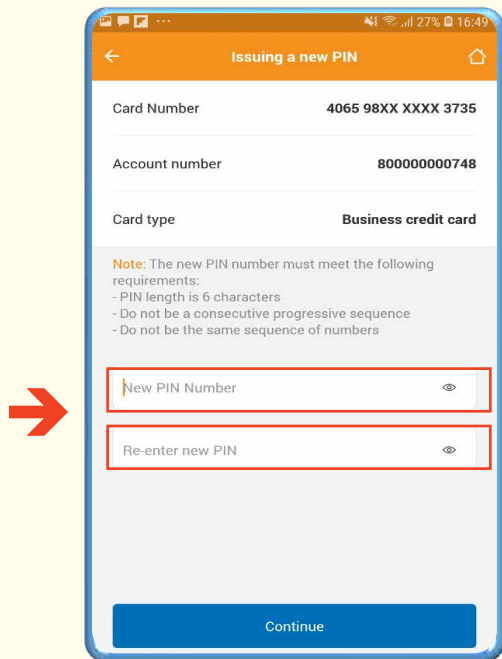 27% 16:49
Issuing a new PIN
Card Number 4065 98XX XXXX 3735
Account number 800000000748
Card type Business credit card
Note: The new PIN number must meet the following
requirements:
- PIN length is 6 characters
- Do not be a consecutive progressive sequence
- Do not be the same sequence of numbers
New PIN Number
Re-enter new PIN
Continue